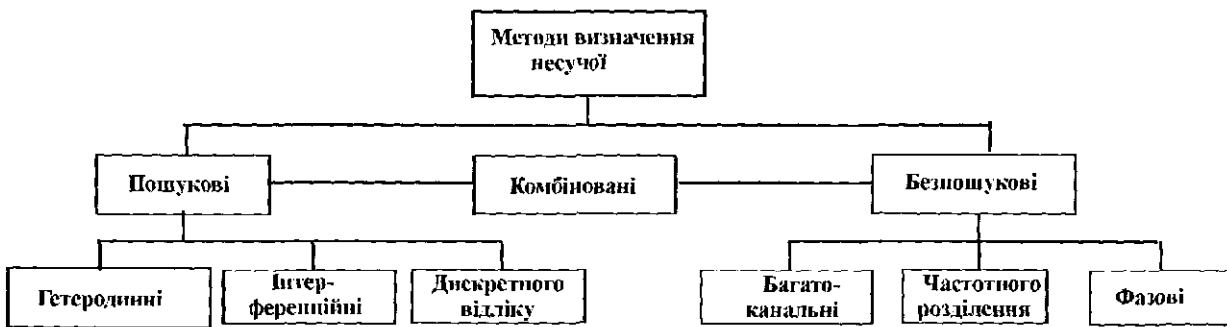 Методи визначення
несучої
Пошукові
Комбіновані
Безпошукові
Гетеродинні
Інтер-
ференційні
Дискретного
відліку
Багато-
канальні
Частотного
розділення
Фазові